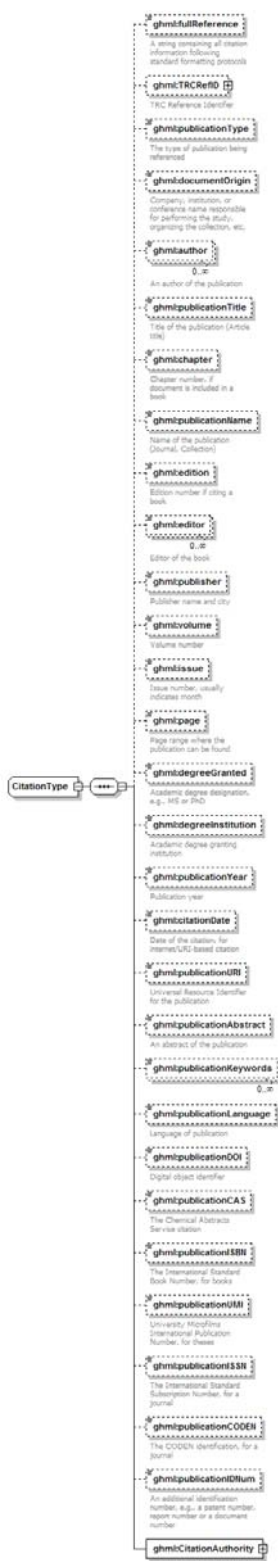 ghml:fullReference
A string containing all citation
information following
standard formatting protocols
ghml:TRCRefID
TRC Reference Identifier
ghml:publicationType
The type of publication being
referenced
ghml:documentOrigin
Company, institution, or
conference name responsible
for performing the study,
organizing the collection, etc.
ghml:author
0..∞
An author of the publication
ghml:publicationTitle
Title of the publication (Article
title)
ghml:chapter
Chapter number, if
document is included in a
book
ghml:publicationName
Name of the publication
(Journal, Collection)
ghml:edition
Edition number if citing a
book
ghml:editor
0..∞
Editor of the book
ghml:publisher
Publisher name and city
ghml:volume
Volume number
ghml:issue
Issue number, usually
indicates month
ghml:page
Page range where the
publication can be found
CitationType
ghml:degreeGranted
Academic degree designation,
e.g., MS or PhD
ghml:degreeInstitution
Academic degree granting
institution
ghml:publicationYear
Publication year
ghml:citationDate
Date of the citation, for
internet/URI-based citation
ghml:publicationURI
Universal Resource Identifier
for the publication
ghml:publicationAbstract
An abstract of the publication
ghml:publicationKeywords
0..∞
ghml:publicationLanguage
Language of publication
ghml:publicationDOI
Digital object identifier
ghml:publicationCAS
The Chemical Abstracts
Service citation
ghml:publicationISBN
The International Standard
Book Number, for books
ghml:publicationUMI
University Microfilms
International Publication
Number, for theses
ghml:publicationISSN
The International Standard
Subscription Number, for a
journal
ghml:publicationCODEN
The CODEN identification, for a
journal
ghml:publicationIDNum
An additional identification
number, e.g., a patent number,
report number or a document
number
ghml:CitationAuthority